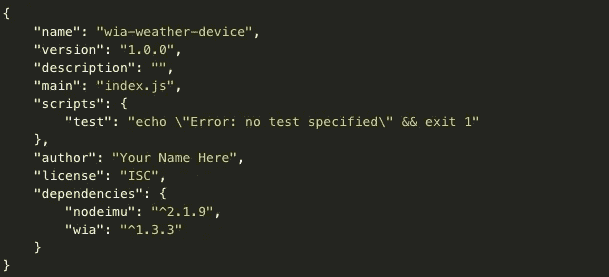 {
    "name": "wia-weather-device",
    "version": "1.0.0",
    "description": "",
    "main": "index.js",
    "scripts": {
        "test": "echo \"Error: no test specified\" && exit 1"
    },
    "author": "Your Name Here",
    "license": "ISC",
    "dependencies": {
        "nodeimu": "^2.1.9",
        "wia": "^1.3.3"
    }
}